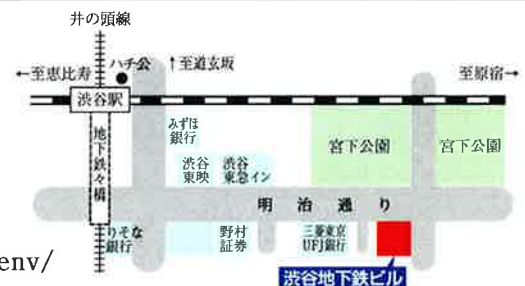 井の頭線
←至恵比寿
ハチ公
↑至道玄坂
至原宿→
渋谷駅
みずほ
銀行
宮下公園
宮下公園
地下鉄々橋
渋谷
東映
渋谷
東急イン
明治通り
りそな
銀行
野村
証券
三菱東京
UFJ銀行
env/
渋谷地下鉄ビル